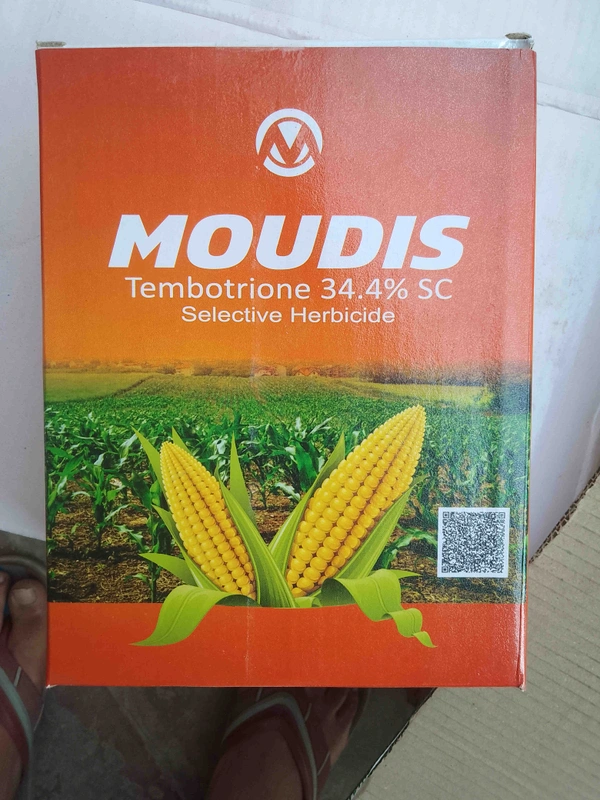 MOUDIS
Tembotrione 34.4% SC
Selective Herbicide